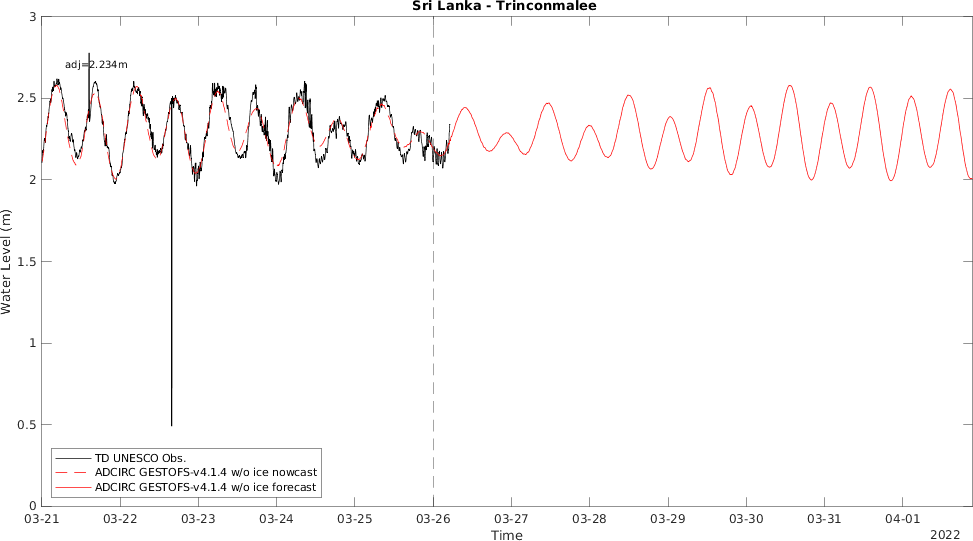 Sri Lanka - Trinconmalee
3
adj=2.234m
2.5
2
1.5
1
0.5
0
Water Level (m)
TD UNESCO Obs.
ADCIRC GESTOFS-v4.1.4 w/o ice nowcast
ADCIRC GESTOFS-v4.1.4 w/o ice forecast
03-21 03-22 03-23 03-24 03-25 03-26 03-27 03-28 03-29 03-30 03-31 04-01
Time
2022